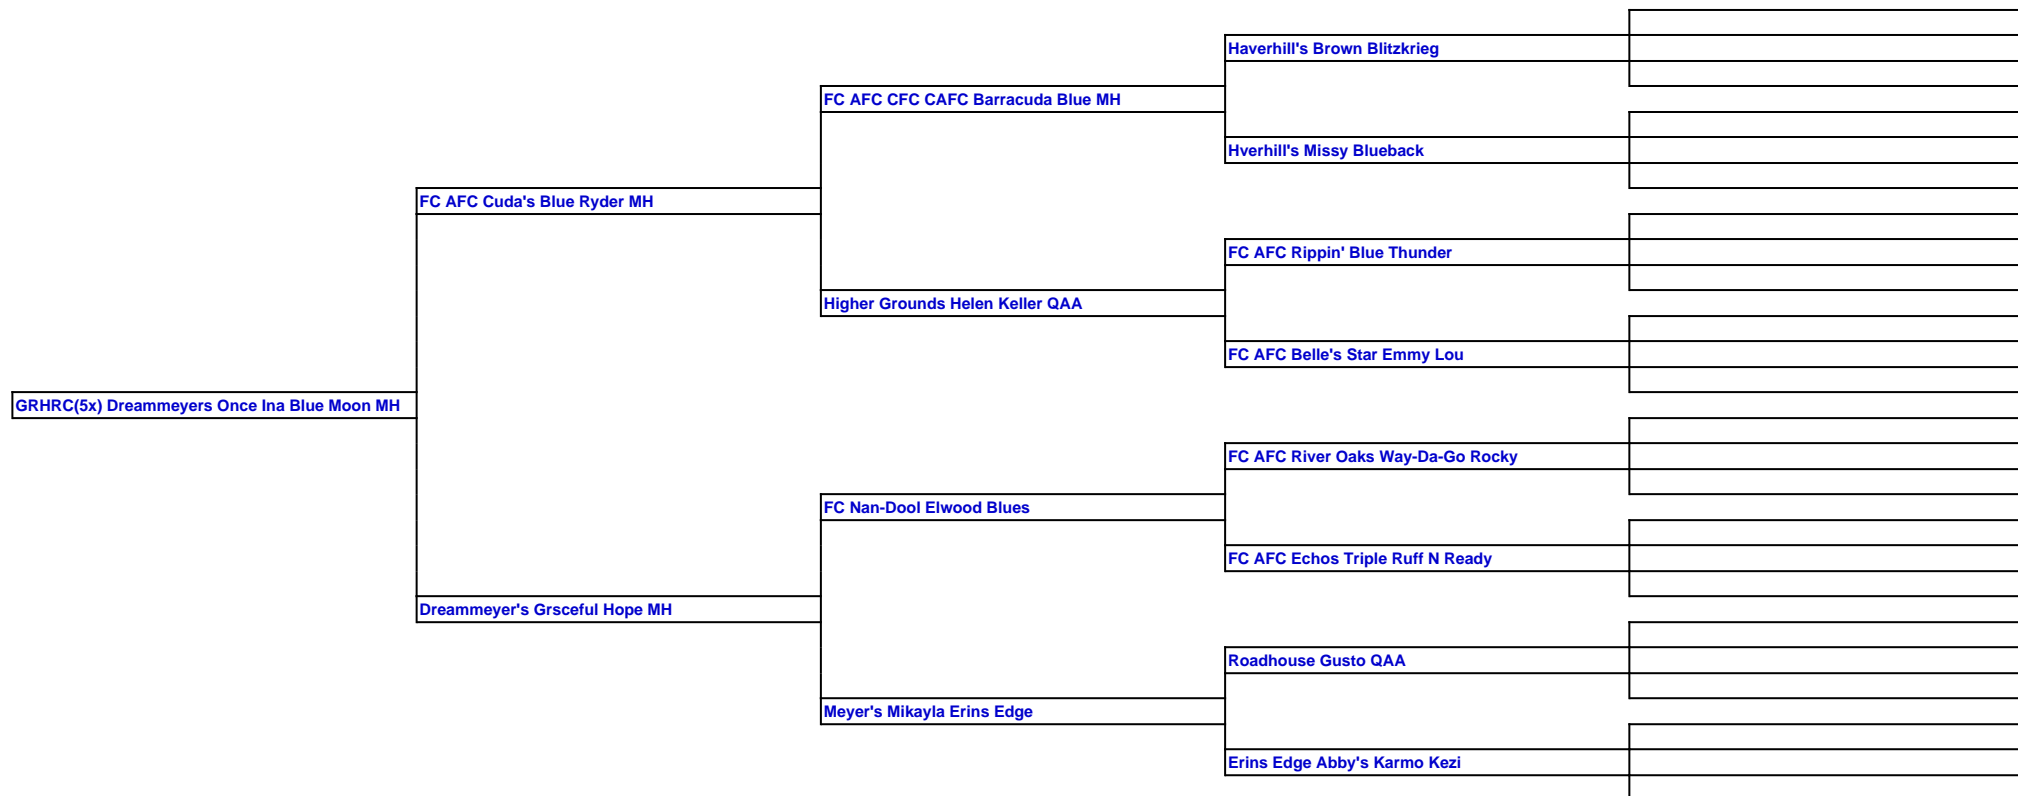 Haverhill's Brown Blitzkrieg
FC AFC CFC CAFC Barracuda Blue MH
Hverhill's Missy Blueback
FC AFC Cuda's Blue Ryder MH
FC AFC Rippin' Blue Thunder
Higher Grounds Helen Keller QAA
FC AFC Belle's Star Emmy Lou
GRHRC(5x) Dreammeyers Once Ina Blue Moon MH
FC AFC River Oaks Way-Da-Go Rocky
FC Nan-Dool Elwood Blues
FC AFC Echos Triple Ruff N Ready
Dreammeyer's Grsceful Hope MH
Roadhouse Gusto QAA
Meyer's Mikayla Erins Edge
Erins Edge Abby's Karmo Kezi